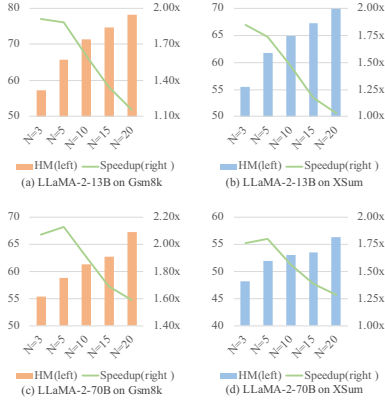 80 2.00x 70 2.00x
70 1.70x 65 1.75x
60 1.40x 60 1.50x
55 1.25x
50 1.10x 50 1.00x
N=3 N=5 N=10 N=15 N=20 N=3 N=5 N=10 N=15 N=20
HM(left) Speedup(right ) HM(left) Speedup(right )
(a) LLaMA-2-13B on Gsm8k (b) LLaMA-2-13B on XSum
70 2.20x 60 2.00x
65 2.00x 55 1.75x
60 1.80x 50 1.50x
55 1.60x 45 1.25x
50 1.40x 40 1.00x
N=3 N=5 N=10 N=15 N=20 N=3 N=5 N=10 N=15 N=20
HM(left) Speedup(right ) HM(left) Speedup(right )
(c) LLaMA-2-70B on Gsm8k (d) LLaMA-2-70B on XSum